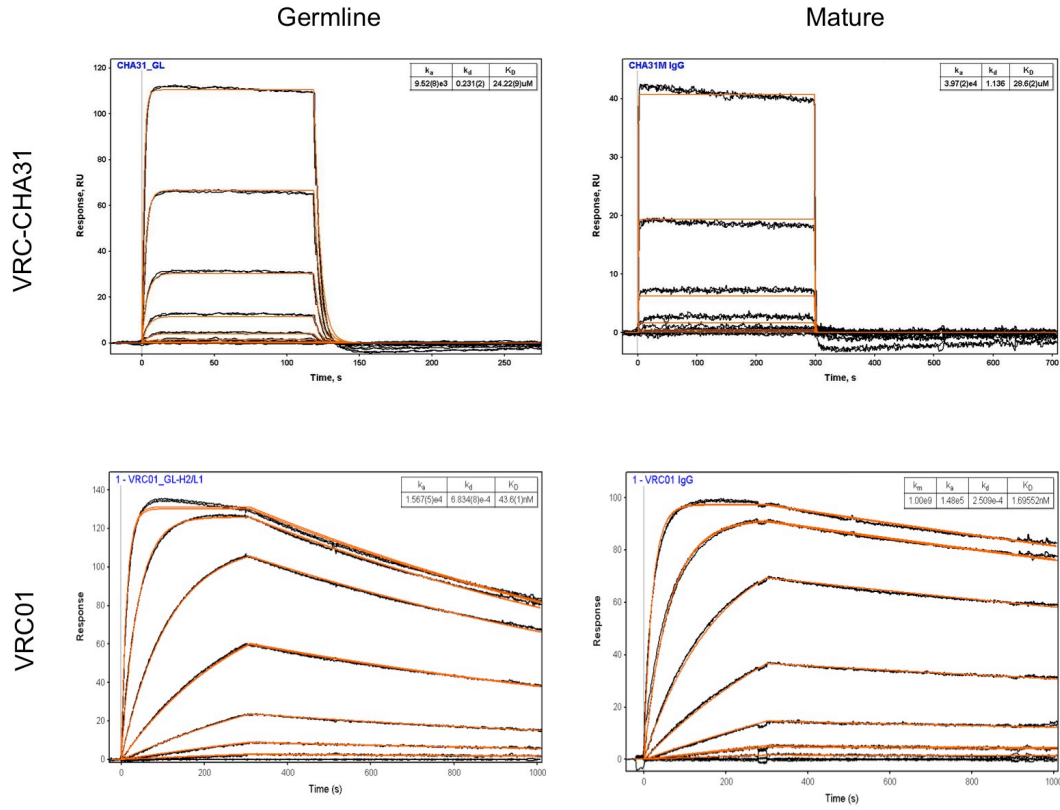 Germline
Mature
VRC-CHA31
CHA31_GL
ka kd KD
9.52(8)e3 0.231(2) 24.22(9)uM
120
100
80
60
40
20
0
Response, RU
0 50 100 150 200 250
Time, s
CHA31M IgG
ka kd KD
3.97(2)e4 1.136 28.6(2)uM
40
30
20
10
0
Response, RU
0 100 200 300 400 500 600 700
Time, s
VRC01
1 - VRC01_GL-H2/L1
ka kd KD
1.567(5)e4 6.834(8)e-4 43.6(1)nM
140
120
100
80
60
40
20
0
Response
0 200 400 600 800 1000
Time (s)
1 - VRC01 IgG
km ka kd KD
1.00e9 1.48e5 2.509e-4 1.69552nM
100
80
60
40
20
0
Response
0 200 400 600 800 1000
Time (s)